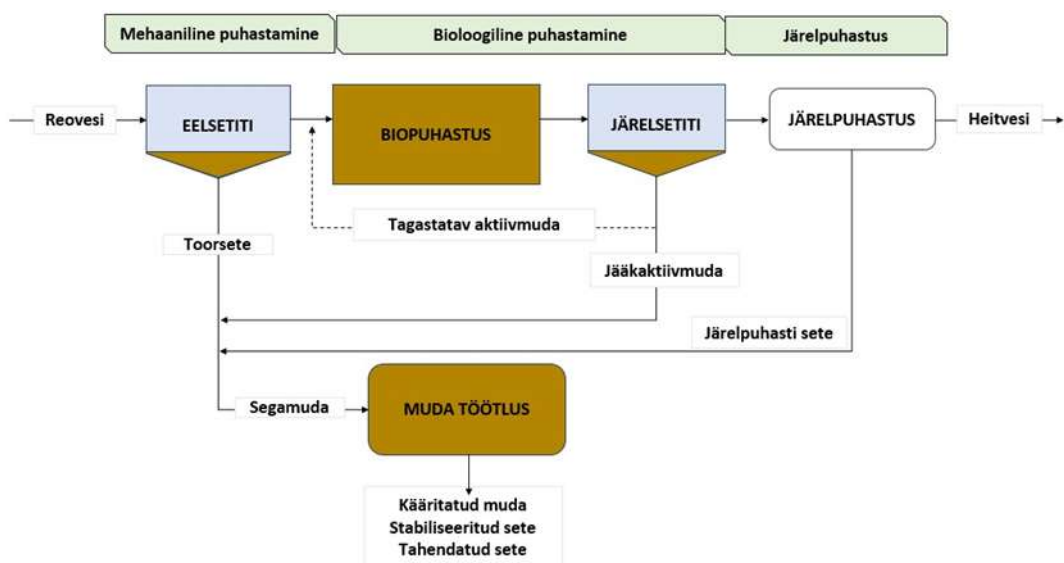 Mehaaniline puhastamine
Bioloogiline puhastamine
Järelpuhastus
Reovesi
EELSETITI
BIOPUHASTUS
JÄRELSETITI
JÄRELPUHASTUS
Heitvesi
Tagastatav aktiivmuda
Toorsete
Jääkaktiivmuda
Järelpuhasti sete
Segamuda
MUDA TÖÖTLUS
Kääritatud muda
Stabiliseeritud sete
Tahendatud sete